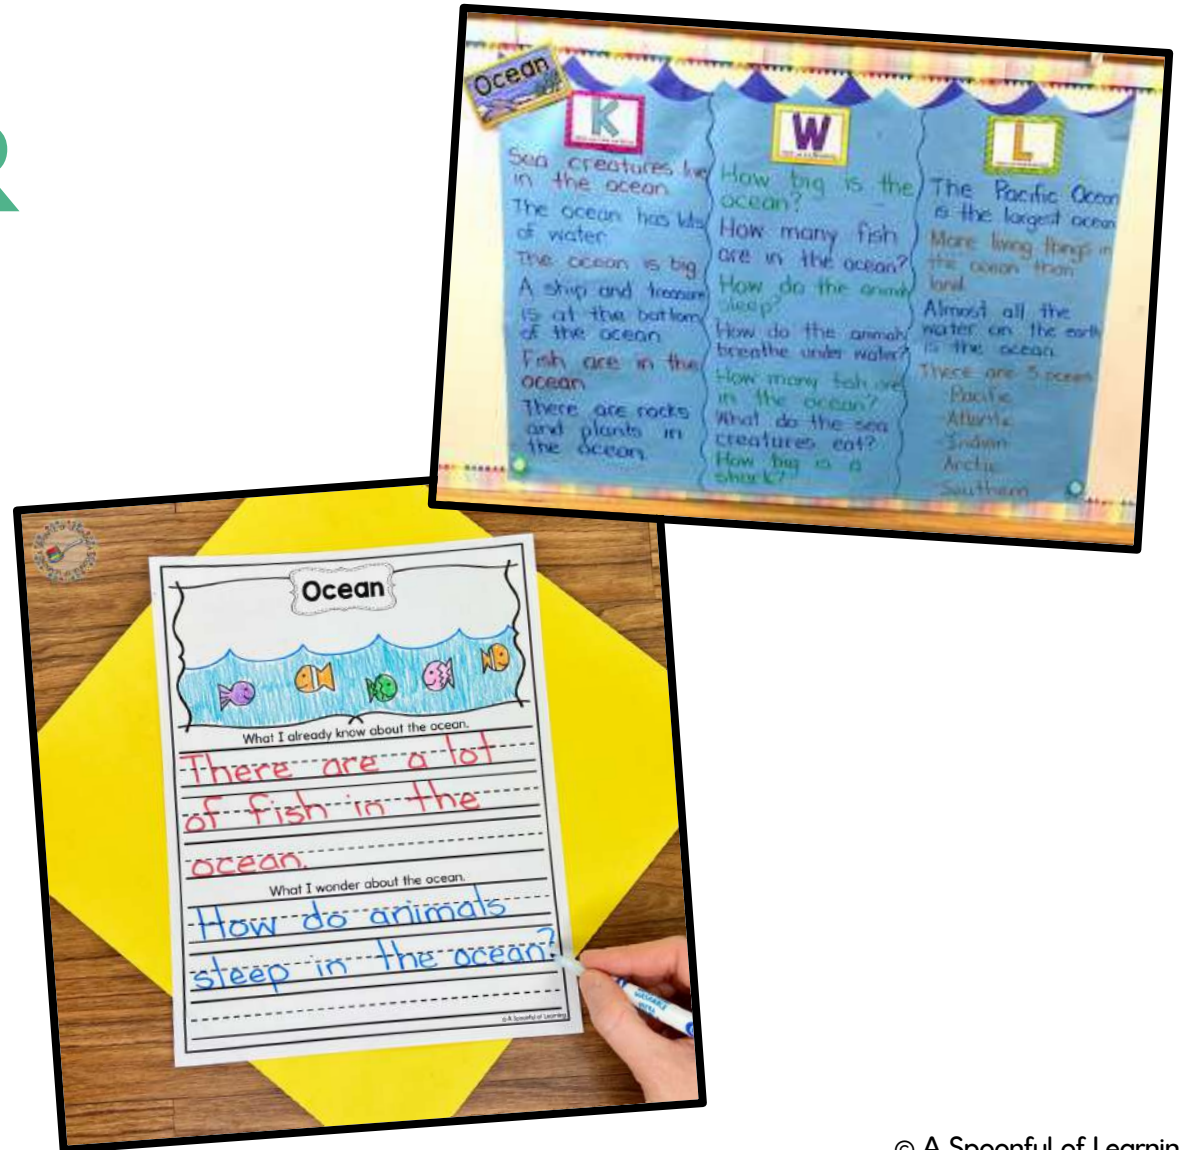 R
Ocean
K
Sea creatures live
in the ocean
The ocean has lots
of water
The ocean is big
A ship and treasure
is at the bottom
of the ocean
Fish are in the
ocean
There are rocks
and plants in
the ocean.
W
How big is the
ocean?
How many fish
are in the ocean?
How do the animals
sleep?
How do the animals
breathe under water?
How many fish are
in the ocean?
What do the sea
creatures eat?
How big is a
shark?
L
The Pacific Ocean
is the largest ocean
More living things in
the ocean than
land.
Almost all the
water on the earth
is the ocean.
There are 5 oceans
Pacific
Atlantic
Indian
Arctic
Southern
Ocean
What I already know about the ocean.
There are a lot
of fish in the
ocean.
What I wonder about the ocean.
How do animals
sleep in the ocean?
© A Spoonful of Learning
WASHABLE
© A Spoonful of Learnin